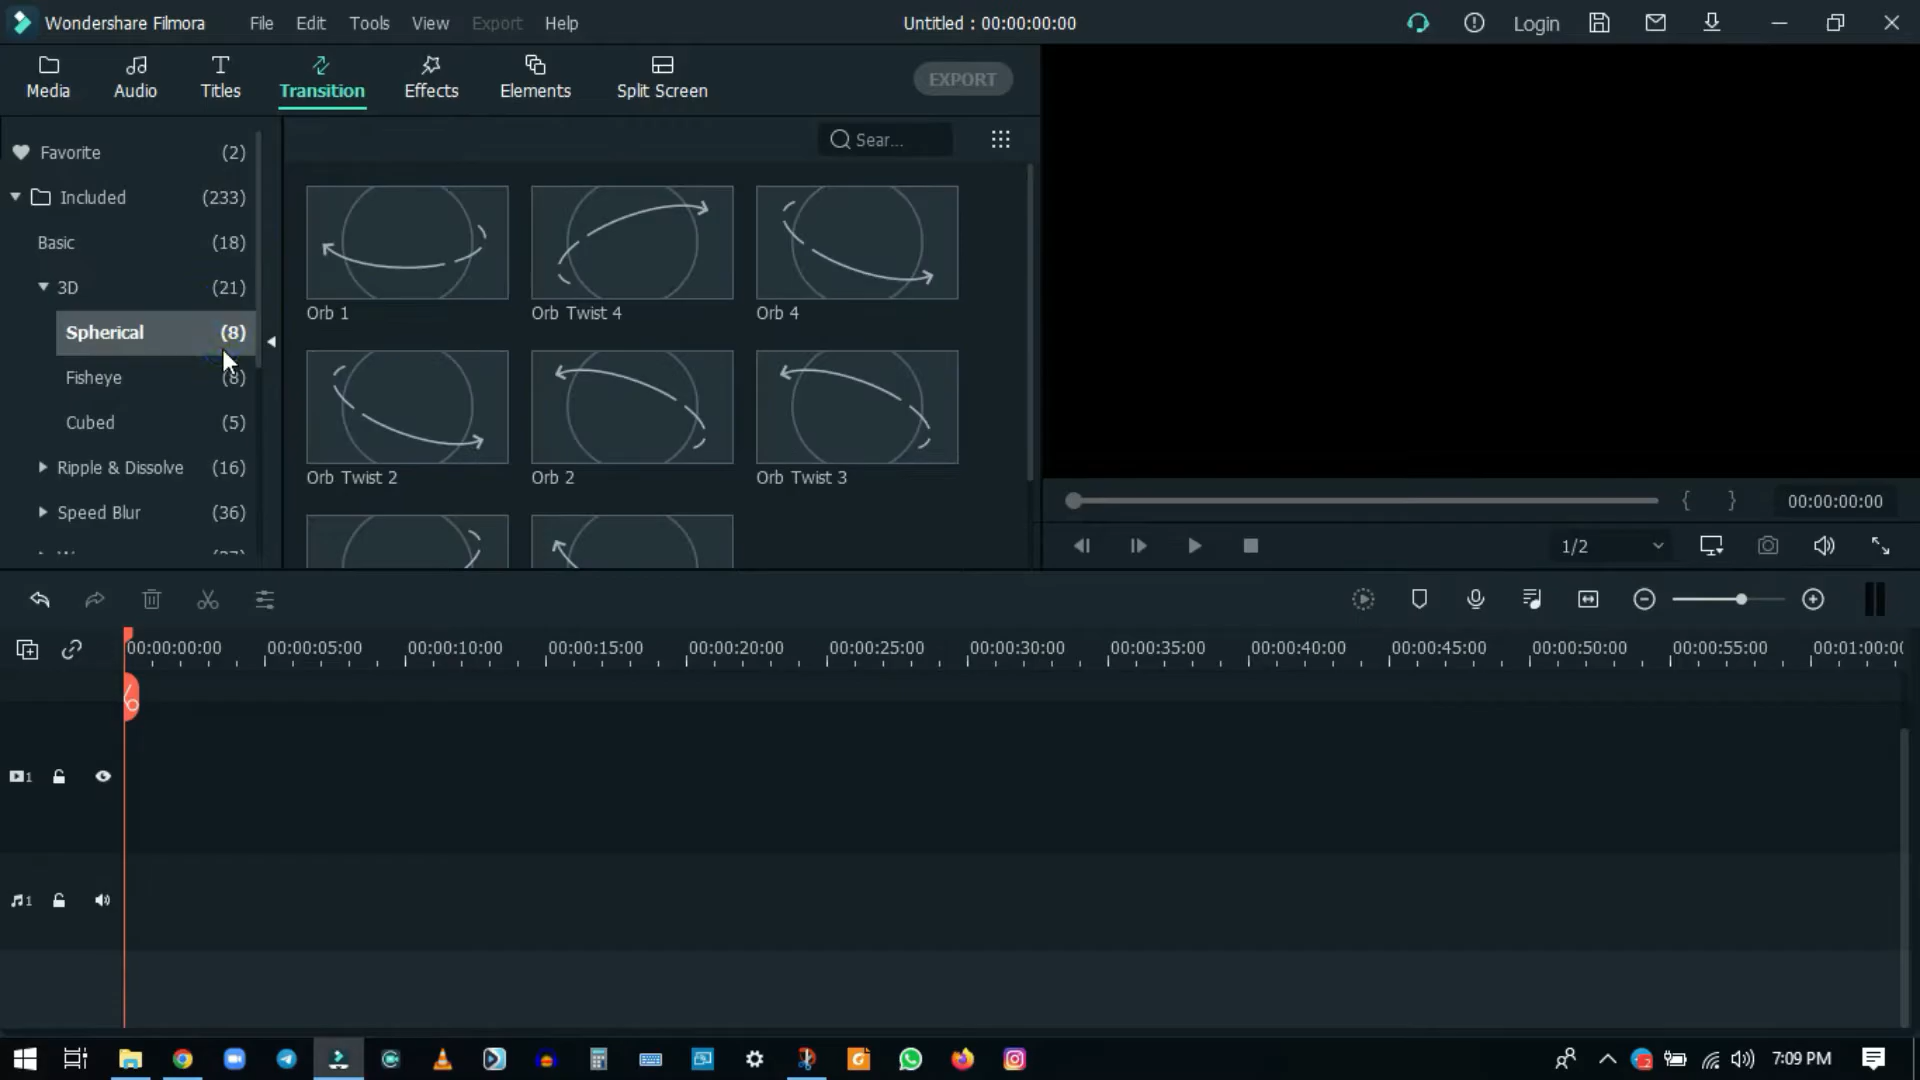 Wondershare Filmora File Edit Tools View Export Help Untitled : 00:00:00:00 Login
Media Audio Titles Transition Effects Elements Split Screen EXPORT
Favorite (2)
Included (233)
Basic (18)
3D (21)
Spherical (8)
Fisheye (8)
Cubed (5)
Ripple & Dissolve (16)
Speed Blur (36)
Sear...
Orb 1 Orb Twist 4 Orb 4
Orb Twist 2 Orb 2 Orb Twist 3
{ } 00:00:00:00
1/2
00:00:00:00 00:00:05:00 00:00:10:00 00:00:15:00 00:00:20:00 00:00:25:00 00:00:30:00 00:00:35:00 00:00:40:00 00:00:45:00 00:00:50:00 00:00:55:00 00:01:00:0
1
1
2 7:09 PM